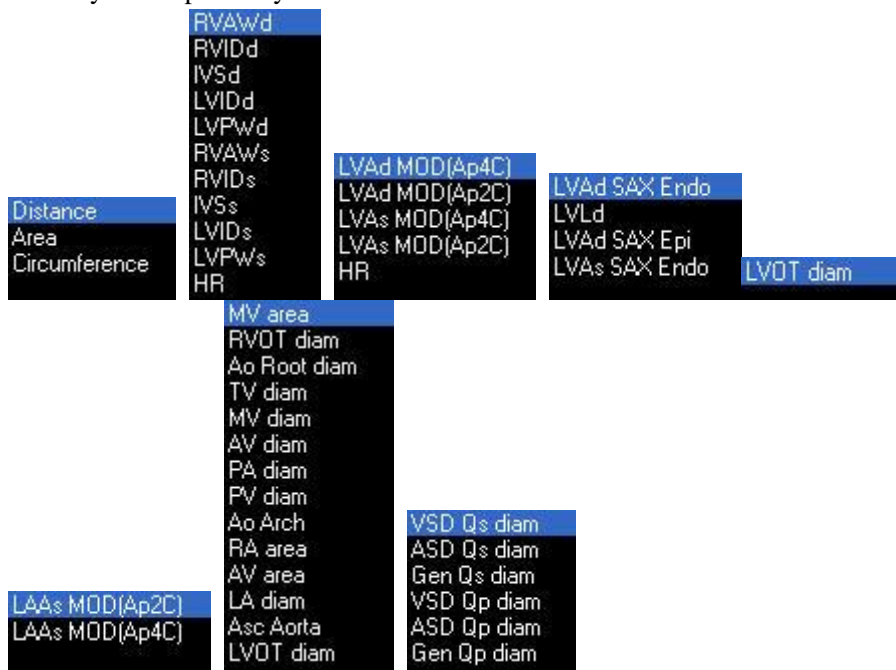 RVAWd
RVIDd
IVSd
LVIDd
LVPWd
RVAWs
RVIDs
IVSs
LVIDs
LVPWs
HR
Distance
Area
Circumference
LVAd MOD(Ap4C)
LVAd MOD(Ap2C)
LVAs MOD(Ap4C)
LVAs MOD(Ap2C)
HR
LVAd SAX Endo
LVLd
LVAd SAX Epi
LVAs SAX Endo
LVOT diam
MV area
RVOT diam
Ao Root diam
TV diam
MV diam
AV diam
PA diam
PV diam
Ao Arch
RA area
AV area
LA diam
Asc Aorta
LVOT diam
LAAs MOD(Ap2C)
LAAs MOD(Ap4C)
VSD Qs diam
ASD Qs diam
Gen Qs diam
VSD Qp diam
ASD Qp diam
Gen Qp diam